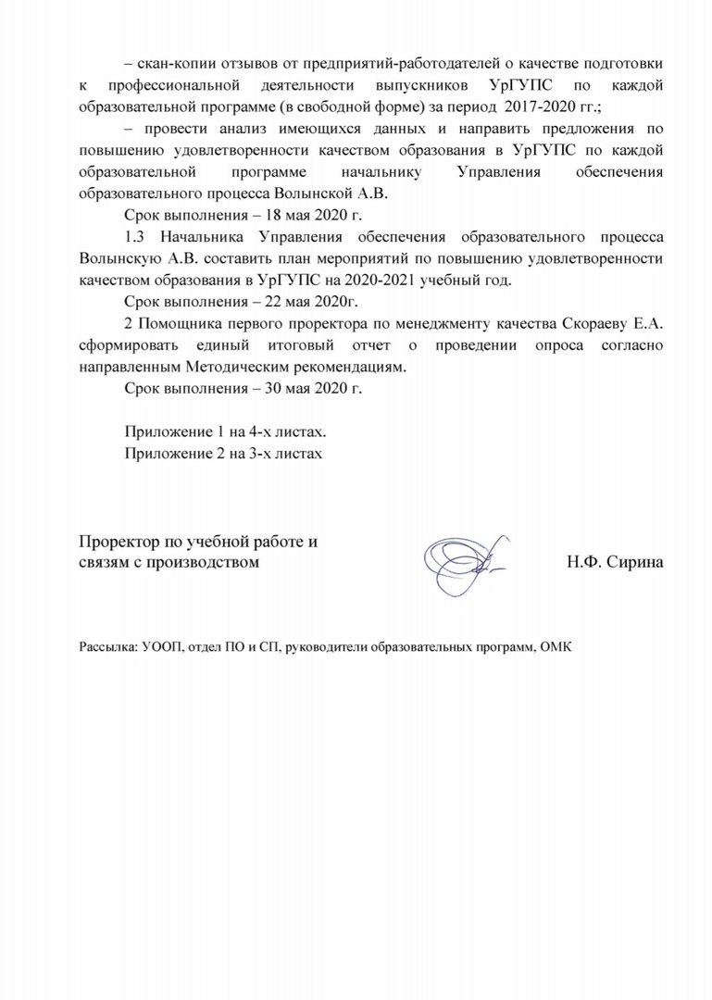 – скан-копии отзывов от предприятий-работодателей о качестве подготовки
к профессиональной деятельности выпускников УрГУПС по каждой
образовательной программе (в свободной форме) за период 2017-2020 гг.;
– провести анализ имеющихся данных и направить предложения по
повышению удовлетворенности качеством образования в УрГУПС по каждой
образовательной программе начальнику Управления обеспечения
образовательного процесса Волынской А.В.
Срок выполнения – 18 мая 2020 г.
1.3 Начальника Управления обеспечения образовательного процесса
Волынскую А.В. составить план мероприятий по повышению удовлетворенности
качеством образования в УрГУПС на 2020-2021 учебный год.
Срок выполнения – 22 мая 2020г.
2 Помощника первого проректора по менеджменту качества Скораеву Е.А.
сформировать единый итоговый отчет о проведении опроса согласно
направленным Методическим рекомендациям.
Срок выполнения – 30 мая 2020 г.
Приложение 1 на 4-х листах.
Приложение 2 на 3-х листах
Проректор по учебной работе и
связям с производством Н.Ф. Сирина
Рассылка: УООП, отдел ПО и СП, руководители образовательных программ, ОМК